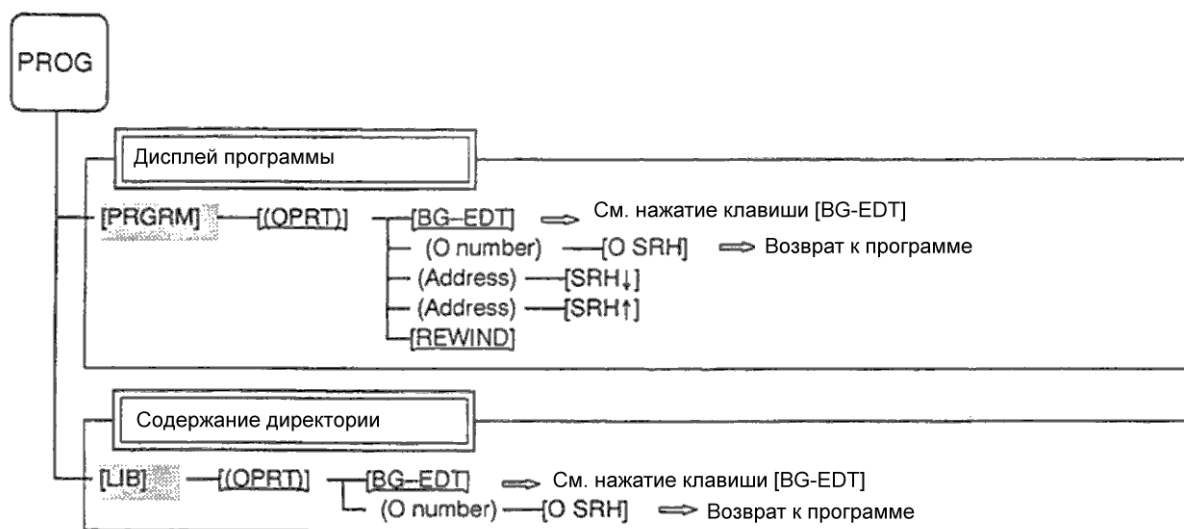 PROG
Дисплей программы
[PRGRM] [(OPRT)] [BG–EDT] ⇒ См. нажатие клавиши [BG-EDT]
(O number) [O SRH] ⇒ Возврат к программе
(Address) [SRH↓]
(Address) [SRH↑]
[REWIND]
Содержание директории
[LIB] [(OPRT)] [BG–EDT] ⇒ См. нажатие клавиши [BG-EDT]
(O number) [O SRH] ⇒ Возврат к программе